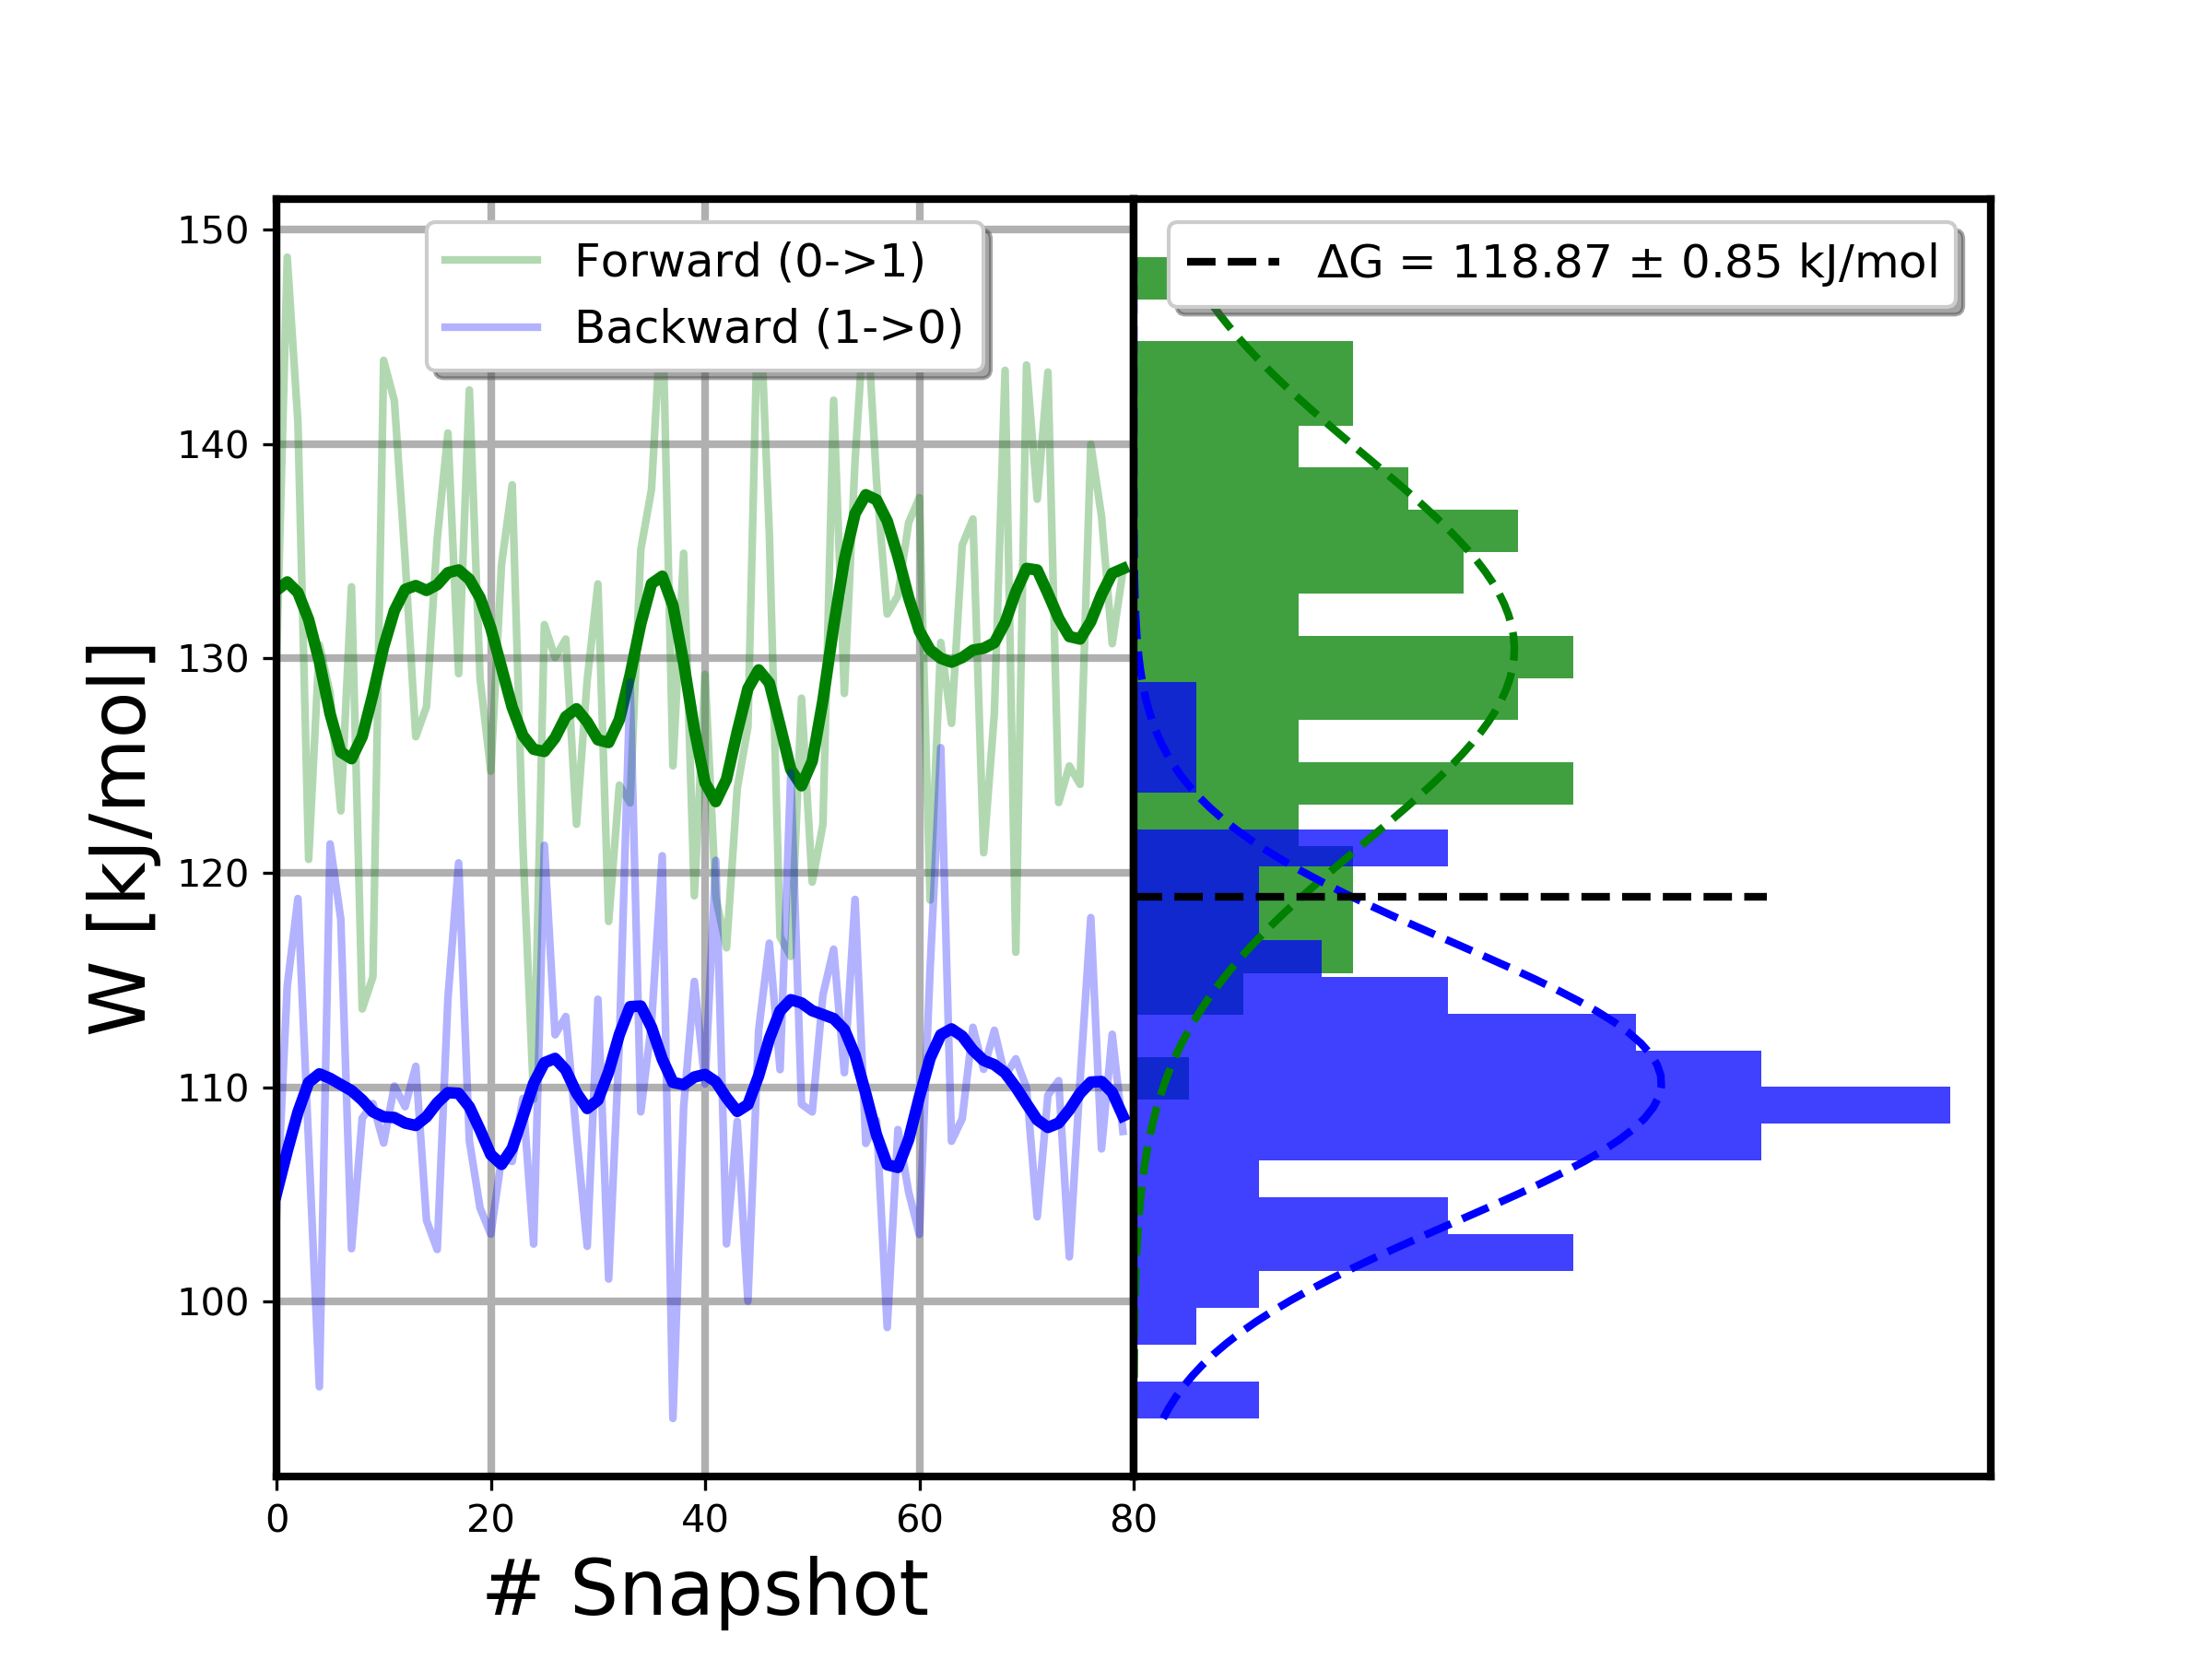 Forward (0->1)
Backward (1->0)
ΔG = 118.87 ± 0.85 kJ/mol
150
140
130
120
110
100
W [kJ/mol]
0 20 40 60 80
# Snapshot